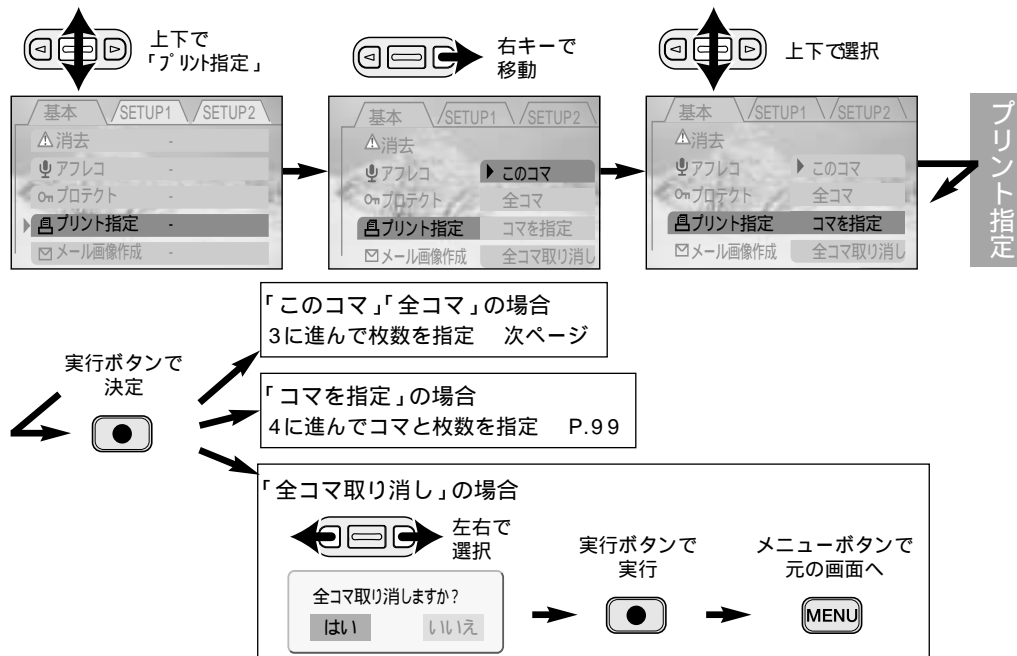 上下で
「プリント指定」
右キーで
移動
上下で選択
基本 SETUP1 SETUP2
消去 -
アフレコ -
プロテクト -
プリント指定 -
メール画像作成 -
基本 SETUP1 SETUP2
消去
アフレコ このコマ
プロテクト 全コマ
プリント指定 コマを指定
メール画像作成 全コマ取り消し
基本 SETUP1 SETUP2
消去
アフレコ このコマ
プロテクト 全コマ
プリント指定 コマを指定
メール画像作成 全コマ取り消し
プリント指定
実行ボタンで
決定
「このコマ」「全コマ」の場合
3に進んで枚数を指定 次ページ
「コマを指定」の場合
4に進んでコマと枚数を指定 P.99
「全コマ取り消し」の場合
左右で
選択
全コマ取り消しますか?
はい いいえ
実行ボタンで
実行
メニューボタンで
元の画面へ
MENU